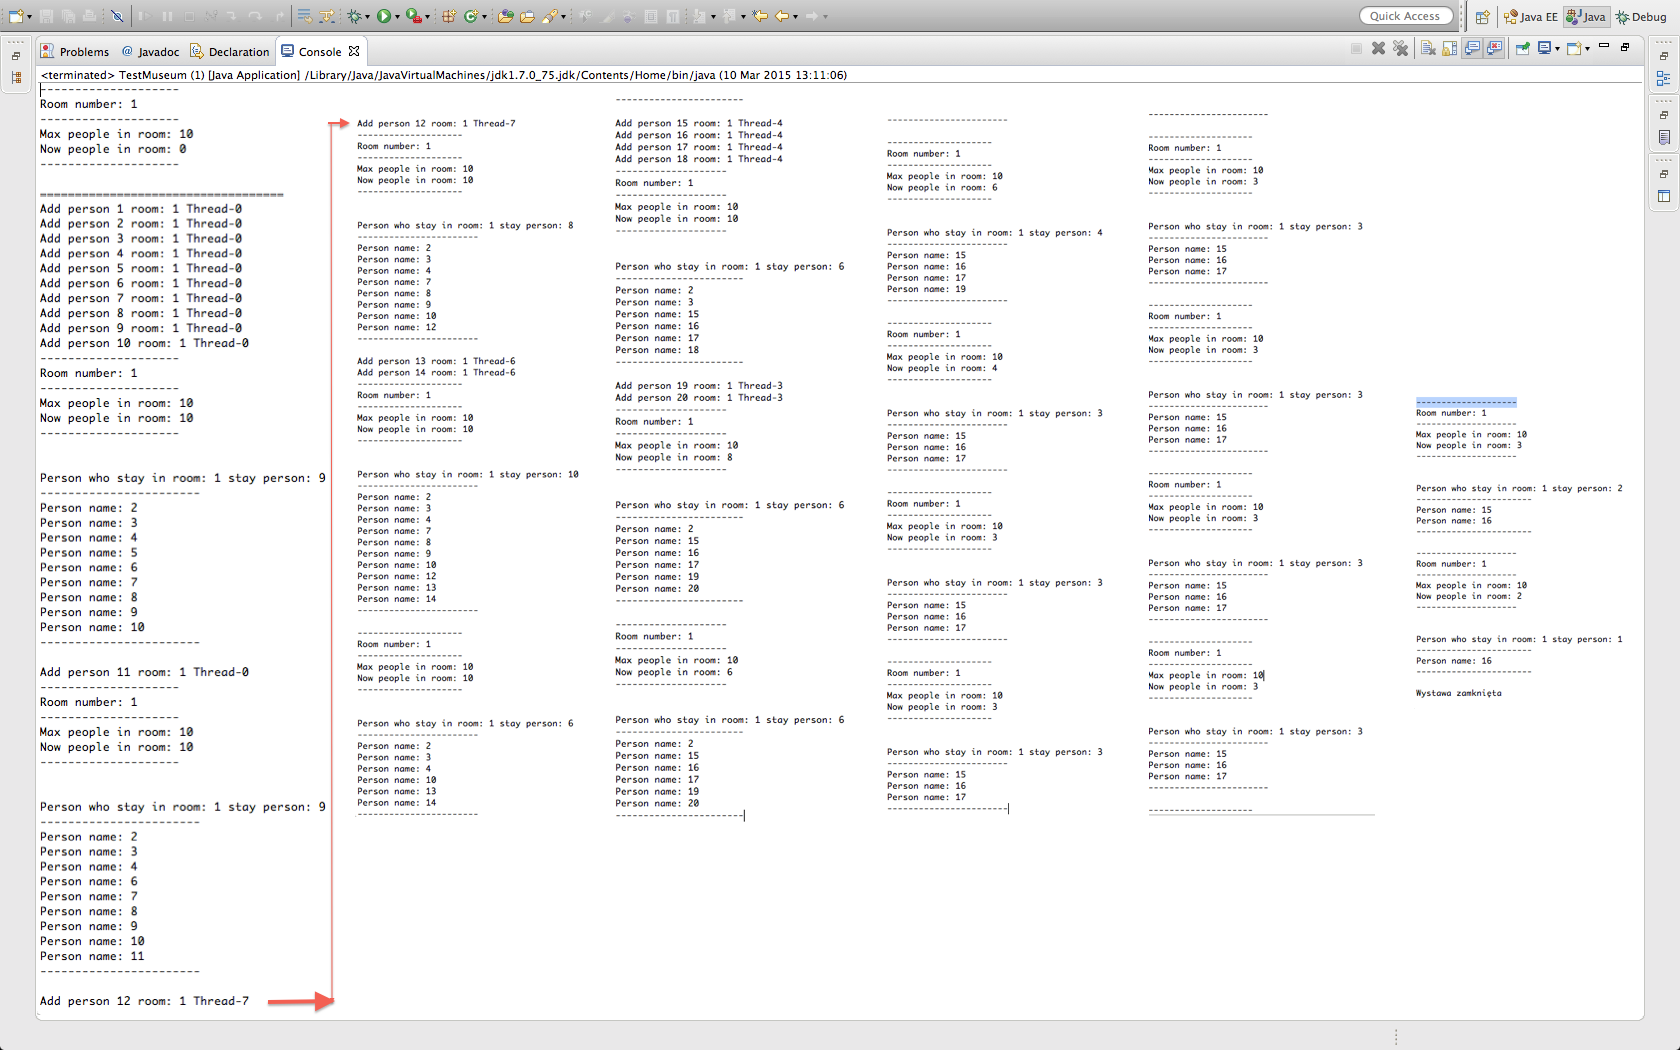 Quick Access
Java EE
Java
Debug
Problems
@ Javadoc
Declaration
Console
<terminated> TestMuseum (1) [Java Application] /Library/Java/JavaVirtualMachines/jdk1.7.0_75.jdk/Contents/Home/bin/java (10 Mar 2015 13:11:06)
--------------------
Room number: 1
--------------------
Max people in room: 10
Now people in room: 0
--------------------
===================================
Add person 1 room: 1 Thread-0
Add person 2 room: 1 Thread-0
Add person 3 room: 1 Thread-0
Add person 4 room: 1 Thread-0
Add person 5 room: 1 Thread-0
Add person 6 room: 1 Thread-0
Add person 7 room: 1 Thread-0
Add person 8 room: 1 Thread-0
Add person 9 room: 1 Thread-0
Add person 10 room: 1 Thread-0
--------------------
Room number: 1
--------------------
Max people in room: 10
Now people in room: 10
--------------------
Person who stay in room: 1 stay person: 9
-----------------------
Person name: 2
Person name: 3
Person name: 4
Person name: 5
Person name: 6
Person name: 7
Person name: 8
Person name: 9
Person name: 10
-----------------------
Add person 11 room: 1 Thread-0
--------------------
Room number: 1
--------------------
Max people in room: 10
Now people in room: 10
--------------------
Person who stay in room: 1 stay person: 9
-----------------------
Person name: 2
Person name: 3
Person name: 4
Person name: 6
Person name: 7
Person name: 8
Person name: 9
Person name: 10
Person name: 11
-----------------------
Add person 12 room: 1 Thread-7
Add person 12 room: 1 Thread-7
--------------------
Room number: 1
--------------------
Max people in room: 10
Now people in room: 10
--------------------
Person who stay in room: 1 stay person: 8
-----------------------
Person name: 2
Person name: 3
Person name: 4
Person name: 7
Person name: 8
Person name: 9
Person name: 10
Person name: 12
-----------------------
Add person 13 room: 1 Thread-6
Add person 14 room: 1 Thread-6
--------------------
Room number: 1
--------------------
Max people in room: 10
Now people in room: 10
--------------------
Person who stay in room: 1 stay person: 10
-----------------------
Person name: 2
Person name: 3
Person name: 4
Person name: 7
Person name: 8
Person name: 9
Person name: 10
Person name: 12
Person name: 13
Person name: 14
-----------------------
--------------------
Room number: 1
--------------------
Max people in room: 10
Now people in room: 10
--------------------
Person who stay in room: 1 stay person: 6
-----------------------
Person name: 2
Person name: 3
Person name: 4
Person name: 10
Person name: 13
Person name: 14
-----------------------
-----------------------
Add person 15 room: 1 Thread-4
Add person 16 room: 1 Thread-4
Add person 17 room: 1 Thread-4
Add person 18 room: 1 Thread-4
--------------------
Room number: 1
--------------------
Max people in room: 10
Now people in room: 10
--------------------
Person who stay in room: 1 stay person: 6
-----------------------
Person name: 2
Person name: 3
Person name: 15
Person name: 16
Person name: 17
Person name: 18
-----------------------
Add person 19 room: 1 Thread-3
Add person 20 room: 1 Thread-3
--------------------
Room number: 1
--------------------
Max people in room: 10
Now people in room: 8
--------------------
Person who stay in room: 1 stay person: 6
-----------------------
Person name: 2
Person name: 15
Person name: 16
Person name: 17
Person name: 19
Person name: 20
-----------------------
--------------------
Room number: 1
--------------------
Max people in room: 10
Now people in room: 6
--------------------
Person who stay in room: 1 stay person: 6
-----------------------
Person name: 2
Person name: 15
Person name: 16
Person name: 17
Person name: 19
Person name: 20
-----------------------
-----------------------
--------------------
Room number: 1
--------------------
Max people in room: 10
Now people in room: 6
--------------------
Person who stay in room: 1 stay person: 4
-----------------------
Person name: 15
Person name: 16
Person name: 17
Person name: 19
-----------------------
--------------------
Room number: 1
--------------------
Max people in room: 10
Now people in room: 4
--------------------
Person who stay in room: 1 stay person: 3
-----------------------
Person name: 15
Person name: 16
Person name: 17
-----------------------
--------------------
Room number: 1
--------------------
Max people in room: 10
Now people in room: 3
--------------------
Person who stay in room: 1 stay person: 3
-----------------------
Person name: 15
Person name: 16
Person name: 17
-----------------------
--------------------
Room number: 1
--------------------
Max people in room: 10
Now people in room: 3
--------------------
Person who stay in room: 1 stay person: 3
-----------------------
Person name: 15
Person name: 16
Person name: 17
-----------------------
-----------------------
--------------------
Room number: 1
--------------------
Max people in room: 10
Now people in room: 3
--------------------
Person who stay in room: 1 stay person: 3
-----------------------
Person name: 15
Person name: 16
Person name: 17
-----------------------
--------------------
Room number: 1
--------------------
Max people in room: 10
Now people in room: 3
--------------------
Person who stay in room: 1 stay person: 3
-----------------------
Person name: 15
Person name: 16
Person name: 17
-----------------------
--------------------
Room number: 1
--------------------
Max people in room: 10
Now people in room: 3
--------------------
Person who stay in room: 1 stay person: 3
-----------------------
Person name: 15
Person name: 16
Person name: 17
-----------------------
--------------------
Room number: 1
--------------------
Max people in room: 10
Now people in room: 3
--------------------
Person who stay in room: 1 stay person: 3
-----------------------
Person name: 15
Person name: 16
Person name: 17
-----------------------
--------------------
--------------------
Room number: 1
--------------------
Max people in room: 10
Now people in room: 3
--------------------
Person who stay in room: 1 stay person: 2
-----------------------
Person name: 15
Person name: 16
-----------------------
--------------------
Room number: 1
--------------------
Max people in room: 10
Now people in room: 2
--------------------
Person who stay in room: 1 stay person: 1
-----------------------
Person name: 16
-----------------------
Wystawa zamknięta